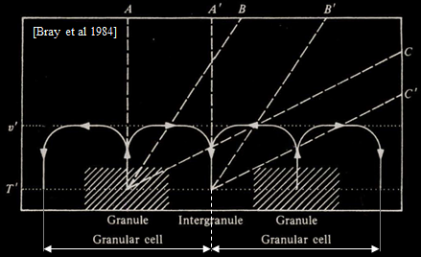 A A' B B'
[Bray et al 1984]
C
C'
v'
T'
Granule Intergranule Granule
Granular cell Granular cell